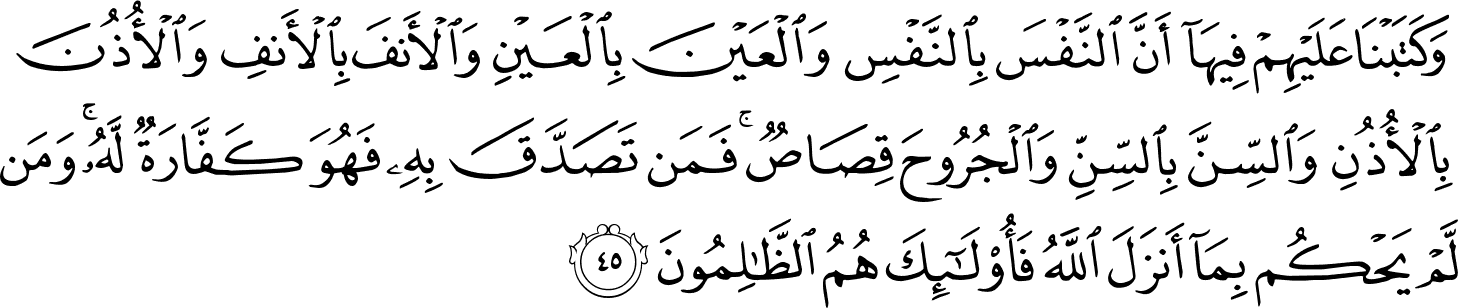 وَكَتَبۡنَا عَلَيۡهِمۡ فِيهَآ أَنَّ ٱلنَّفۡسَ بِٱلنَّفۡسِ وَٱلۡعَيۡنَ بِٱلۡعَيۡنِ وَٱلۡأَنفَ بِٱلۡأَنفِ وَٱلۡأُذُنَ
بِٱلۡأُذُنِ وَٱلسِّنَّ بِٱلسِّنِّ وَٱلۡجُرُوحَ قِصَاصٞۚ فَمَن تَصَدَّقَ بِهِۦ فَهُوَ كَفَّارَةٞ لَّهُۥۚ وَمَن
لَّمۡ يَحۡكُم بِمَآ أَنزَلَ ٱللَّهُ فَأُوْلَٰٓئِكَ هُمُ ٱلظَّٰلِمُونَ ٤٥